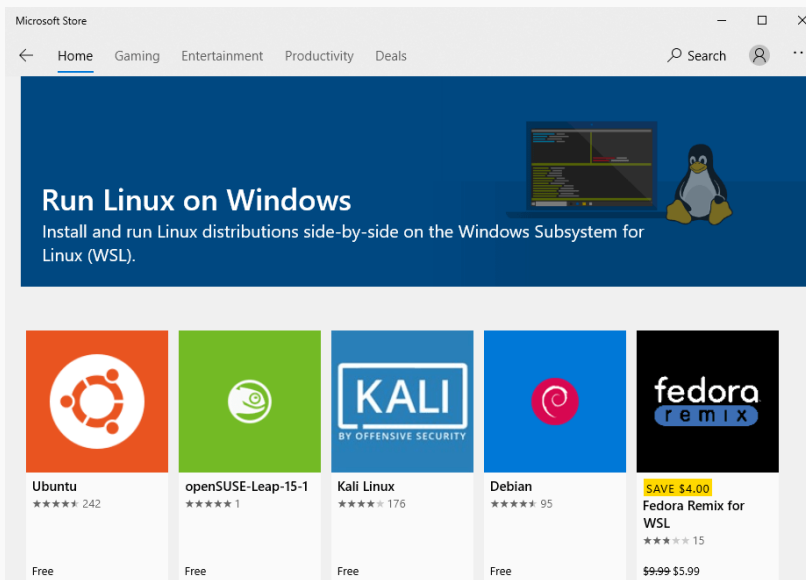 Microsoft Store
Home Gaming Entertainment Productivity Deals Search
Run Linux on Windows
Install and run Linux distributions side-by-side on the Windows Subsystem for
Linux (WSL).
KALI
BY OFFENSIVE SECURITY
fedora
remix
Ubuntu
242
Free
openSUSE-Leap-15-1
1
Free
Kali Linux
176
Free
Debian
95
Free
SAVE $4.00
Fedora Remix for
WSL
15
$9.99 $5.99